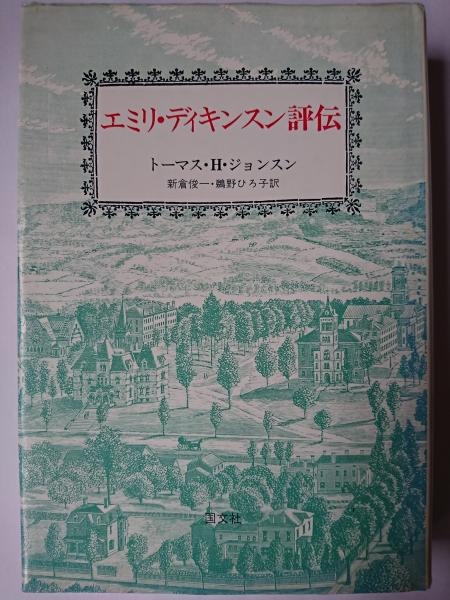 エミリ・ディキンスン評伝
トーマス・H・ジョンスン
新倉俊一・鵜野ひろ子訳
国文社